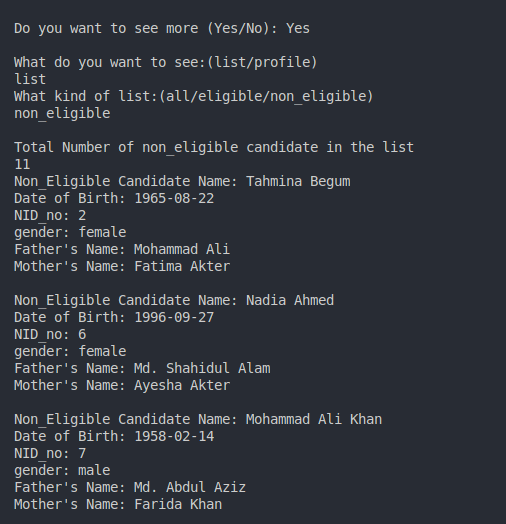 Do you want to see more (Yes/No): Yes
What do you want to see:(list/profile)
list
What kind of list:(all/eligible/non_eligible)
non_eligible
Total Number of non_eligible candidate in the list
11
Non_Eligible Candidate Name: Tahmina Begum
Date of Birth: 1965-08-22
NID_no: 2
gender: female
Father's Name: Mohammad Ali
Mother's Name: Fatima Akter
Non_Eligible Candidate Name: Nadia Ahmed
Date of Birth: 1996-09-27
NID_no: 6
gender: female
Father's Name: Md. Shahidul Alam
Mother's Name: Ayesha Akter
Non_Eligible Candidate Name: Mohammad Ali Khan
Date of Birth: 1958-02-14
NID_no: 7
gender: male
Father's Name: Md. Abdul Aziz
Mother's Name: Farida Khan